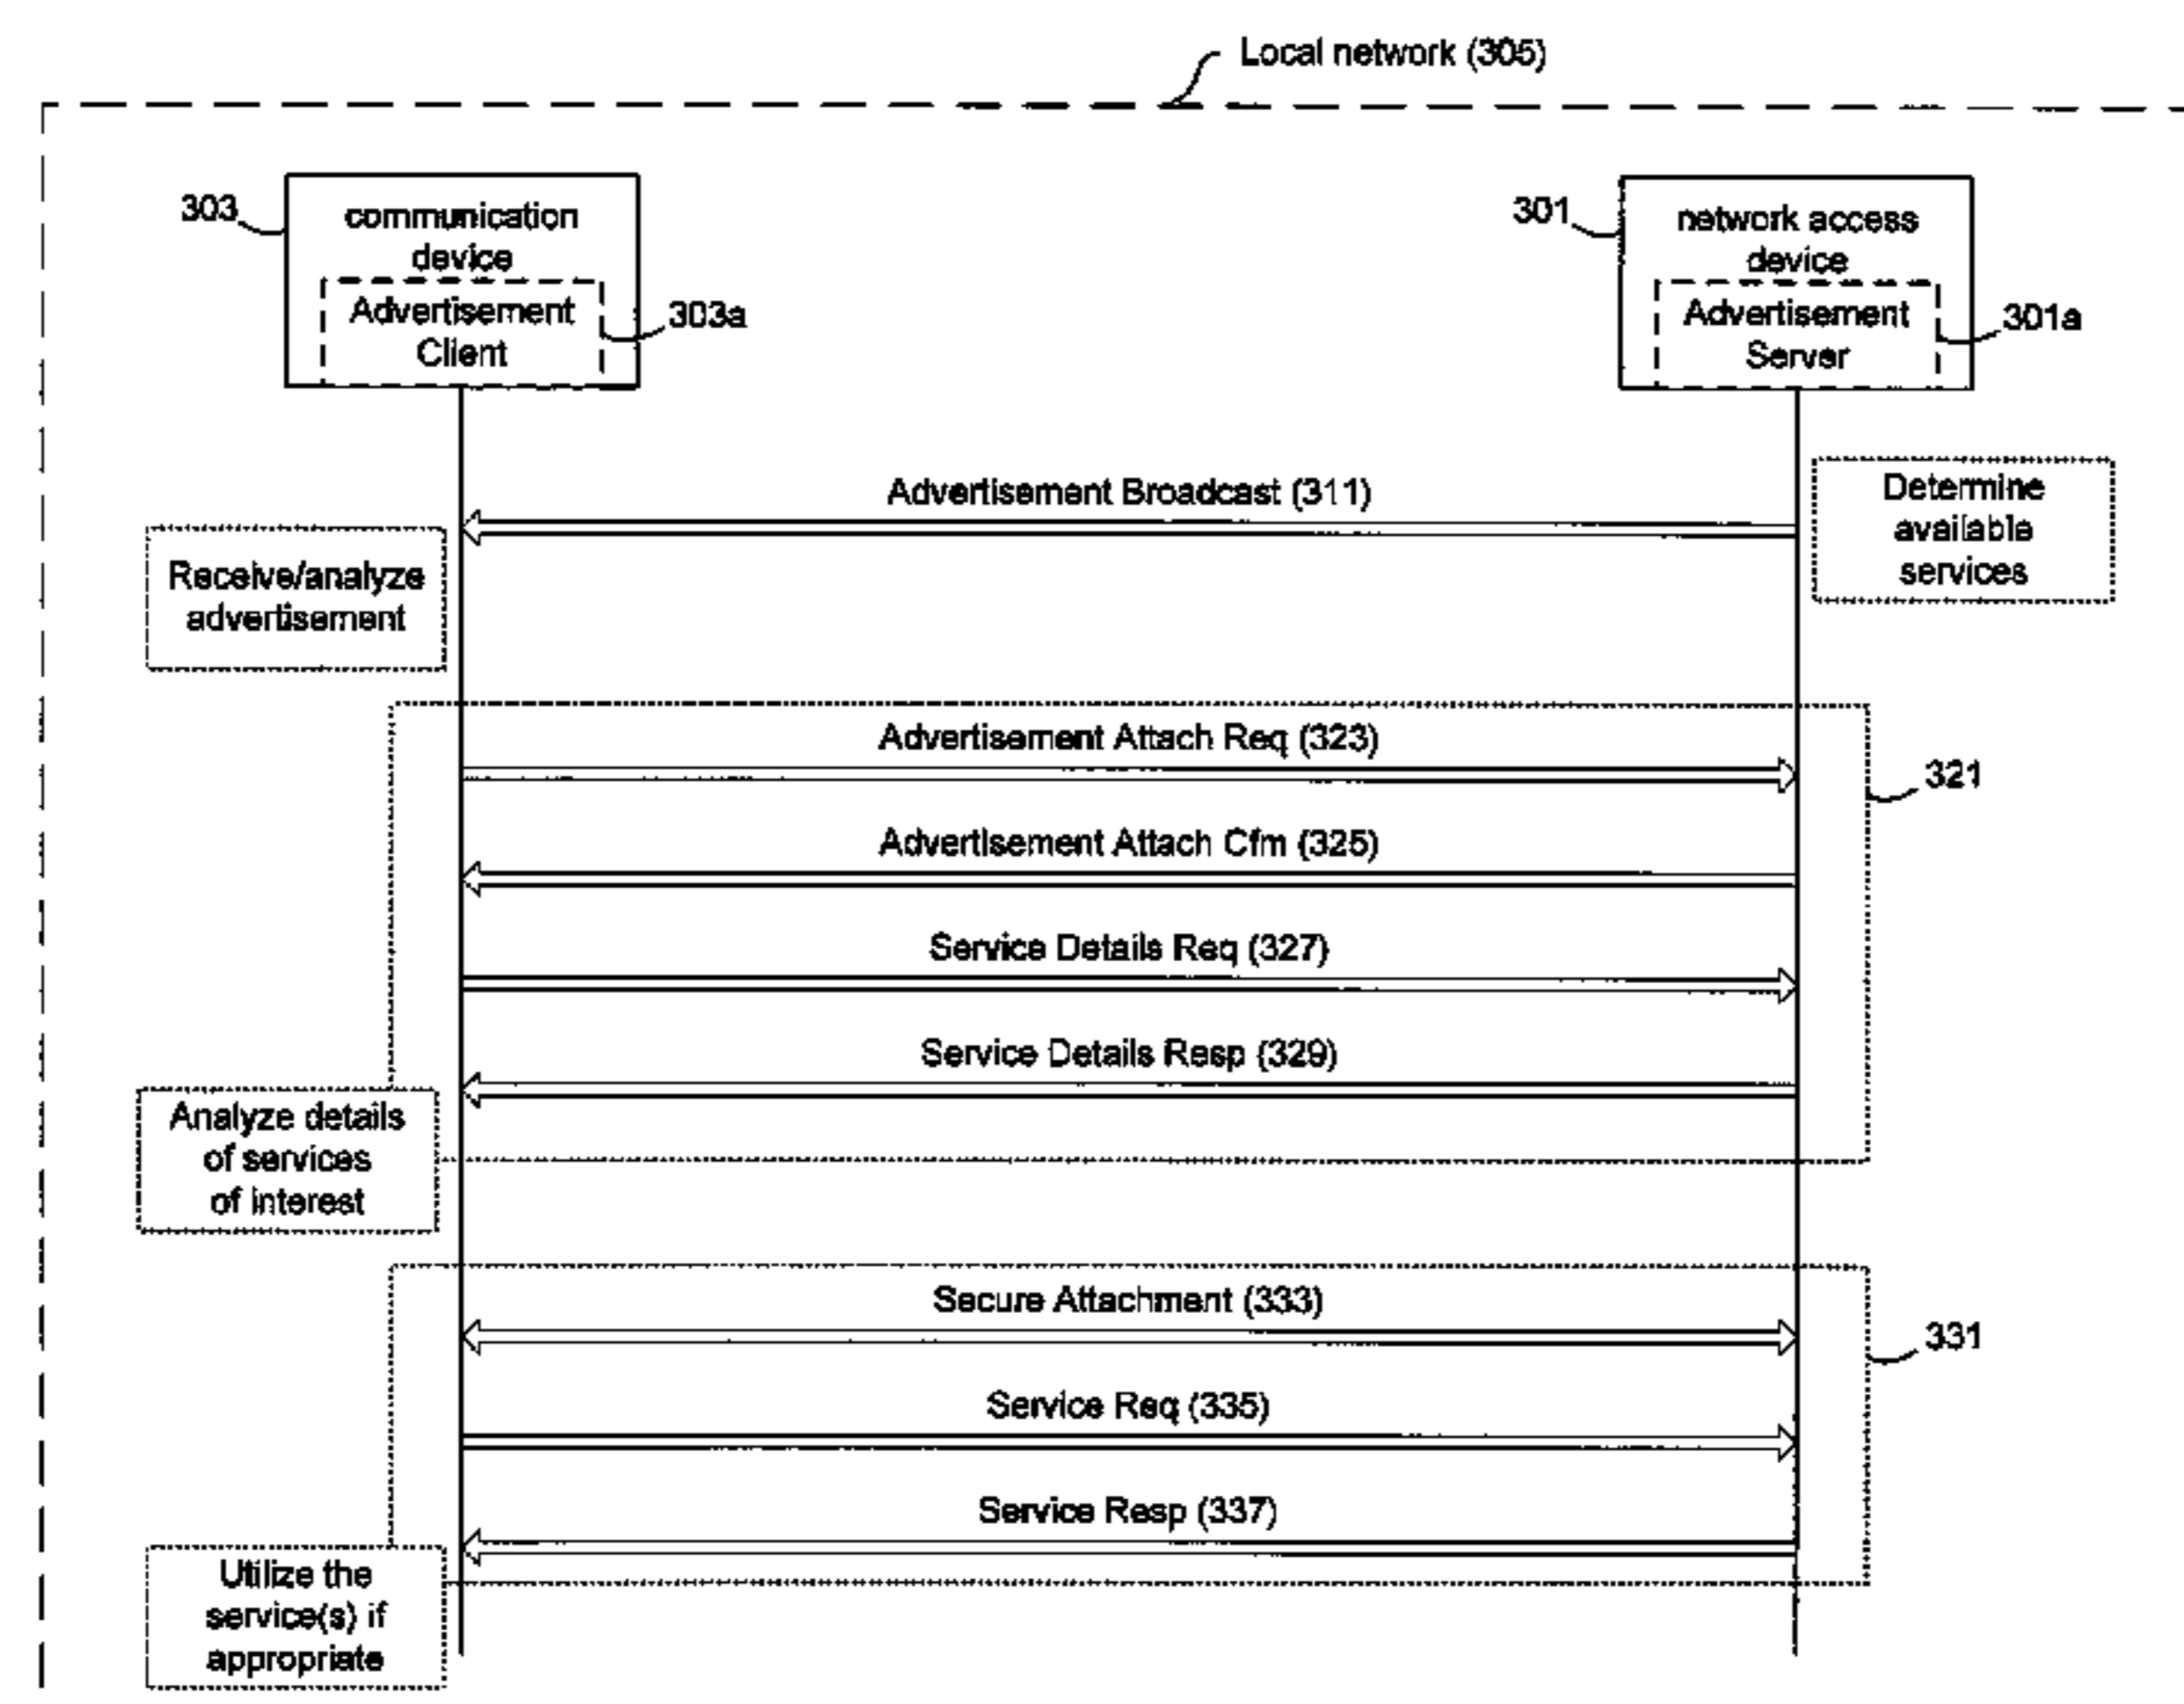 Local network (305)
303
communication
device
Advertisement
Client
303a
301
network access
device
Advertisement
Server
301a
Advertisement Broadcast (311)
Determine
available
services
Receive/analyze
advertisement
Advertisement Attach Req (323)
321
Advertisement Attach Cfm (325)
Service Details Req (327)
Service Details Resp (329)
Analyze details
of services
of interest
Secure Attachment (333)
331
Service Req (335)
Service Resp (337)
Utilize the
service(s) if
appropriate